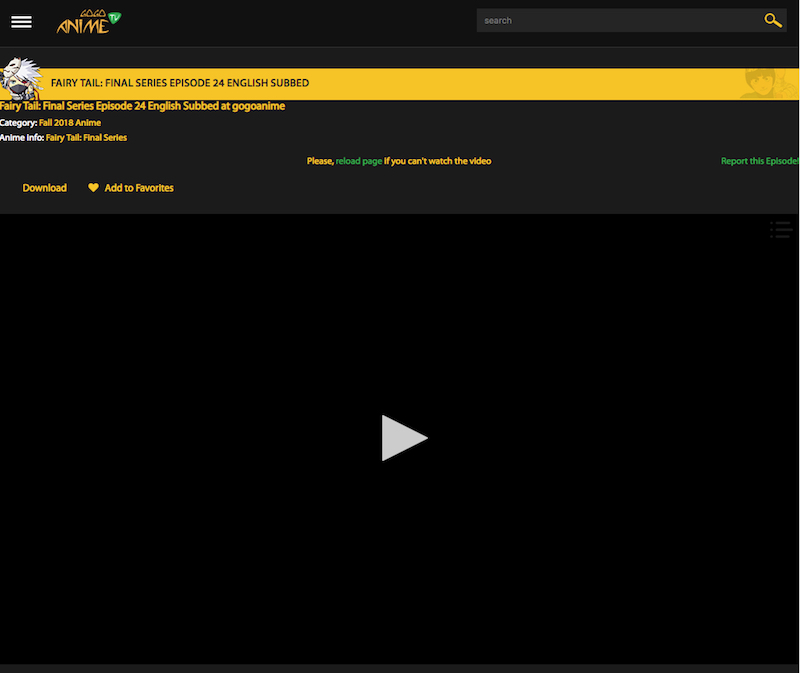 GOGO
ANIME TV
search
FAIRY TAIL: FINAL SERIES EPISODE 24 ENGLISH SUBBED
Fairy Tail: Final Series Episode 24 English Subbed at gogoanime
Category: Fall 2018 Anime
Anime info: Fairy Tail: Final Series
Please, reload page if you can't watch the video
Report this Episode!
Download
Add to Favorites